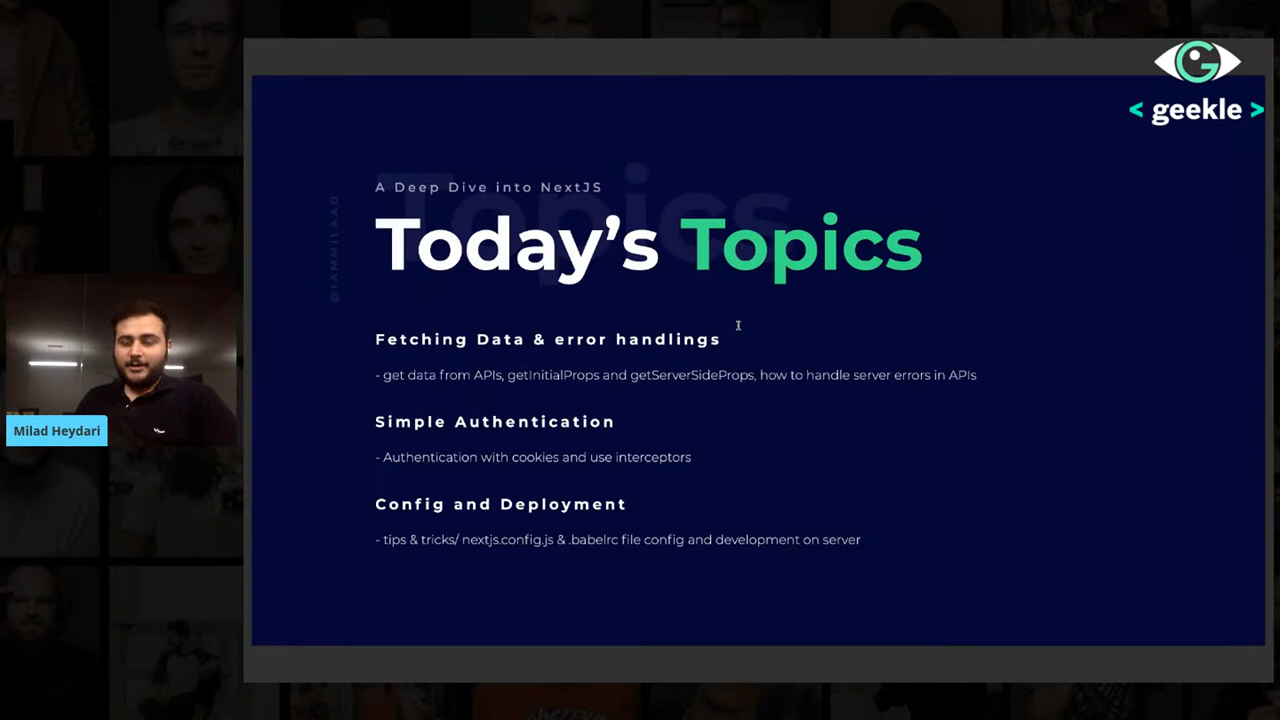 < geekle >
A Deep Dive into NextJS
Topics
Today's Topics
@IAMMILAAD
Fetching Data & error handlings
- get data from APIs, getInitialProps and getServerSideProps, how to handle server errors in APIs
Simple Authentication
- Authentication with cookies and use interceptors
Config and Deployment
- tips & tricks/ nextjs.config.js & .babelrc file config and development on server
Milad Heydari